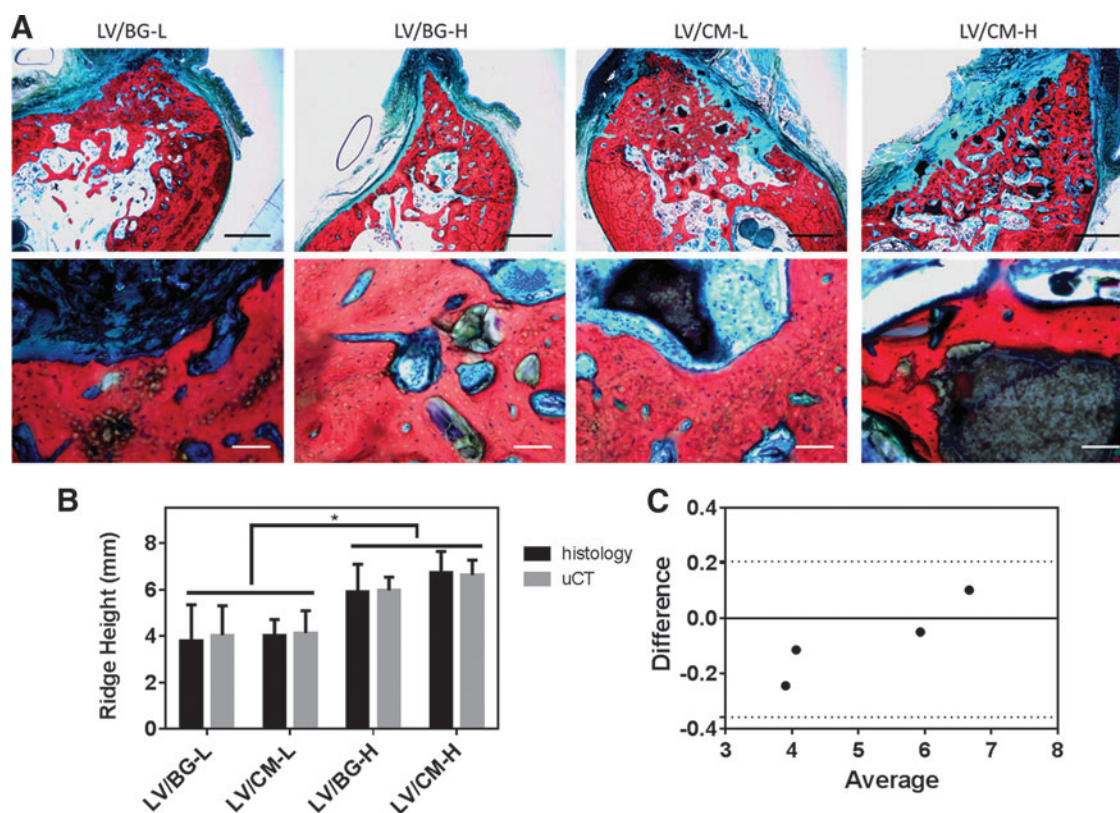 A
LV/BG-L LV/BG-H LV/CM-L LV/CM-H
B
Ridge Height (mm)
8
6
4
2
0
*
LV/BG-L LV/CM-L LV/BG-H LV/CM-H
histology
uCT
C
Difference
0.4
0.2
0.0
-0.2
-0.4
3 4 5 6 7 8
Average